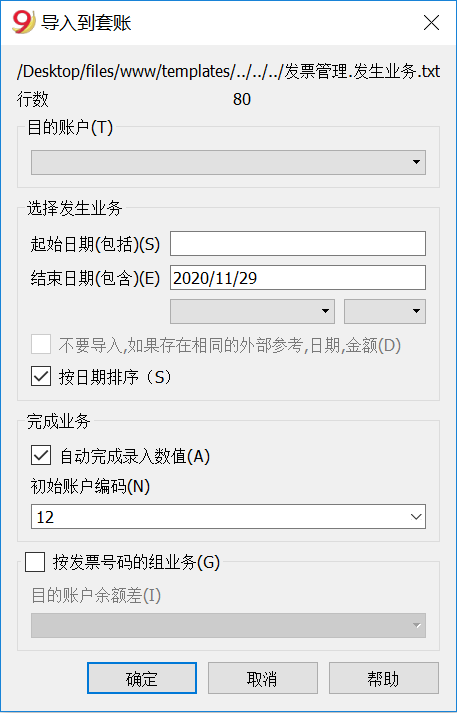 9 导入到套账
/Desktop/files/www/templates/../../../发票管理.发生业务.txt
行数 80
目的账户(T)
选择发生业务
起始日期(包括)(S)
结束日期(包含)(E) 2020/11/29
不要导入,如果存在相同的外部参考,日期,金额(D)
按日期排序（S）
完成业务
自动完成录入数值(A)
初始账户编码(N)
12
按发票号码的组业务(G)
目的账户余额差(I)
确定 取消 帮助